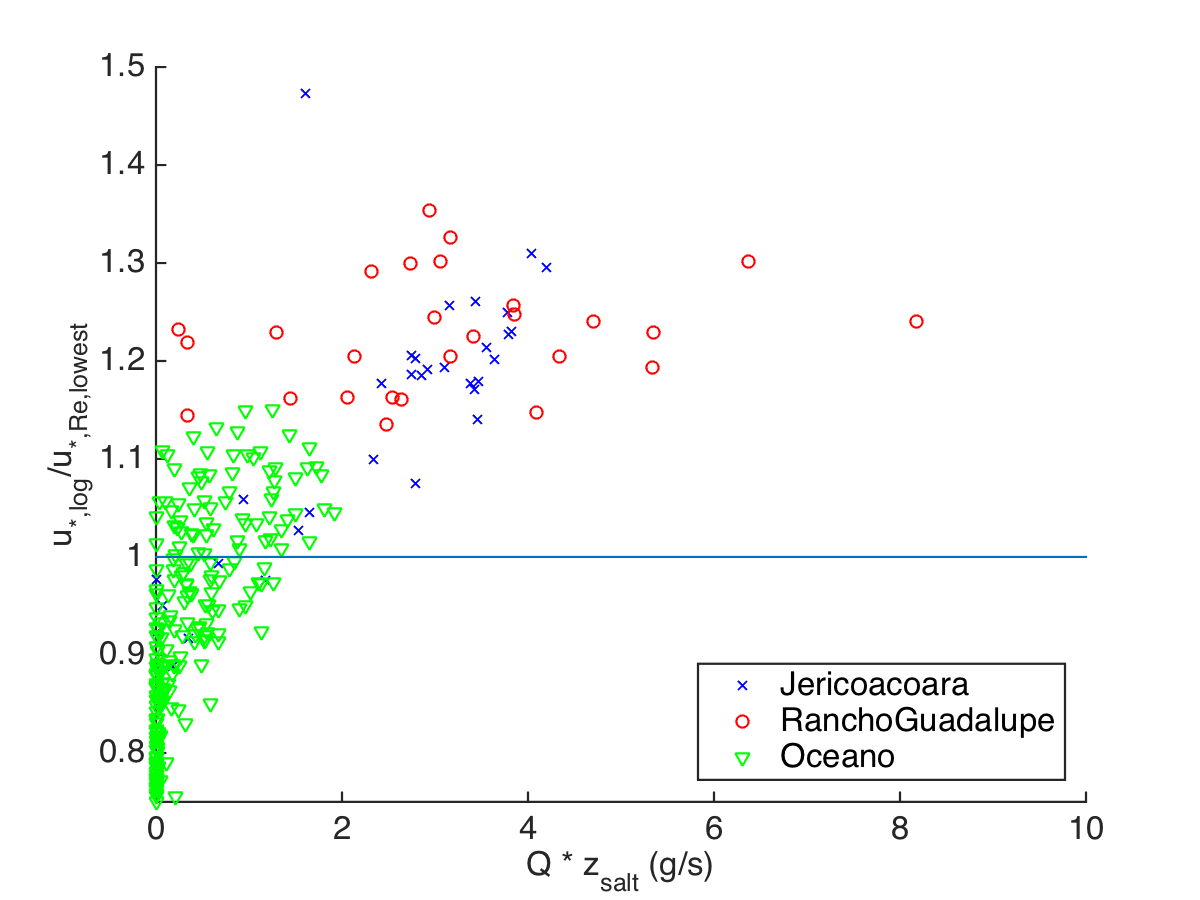 1.5
1.4
1.3
1.2
1.1
1
0.9
0.8
u*,log/u*,Re,lowest
0 2 4 6 8 10
Q * zsalt (g/s)
Jericoacoara
RanchoGuadalupe
Oceano